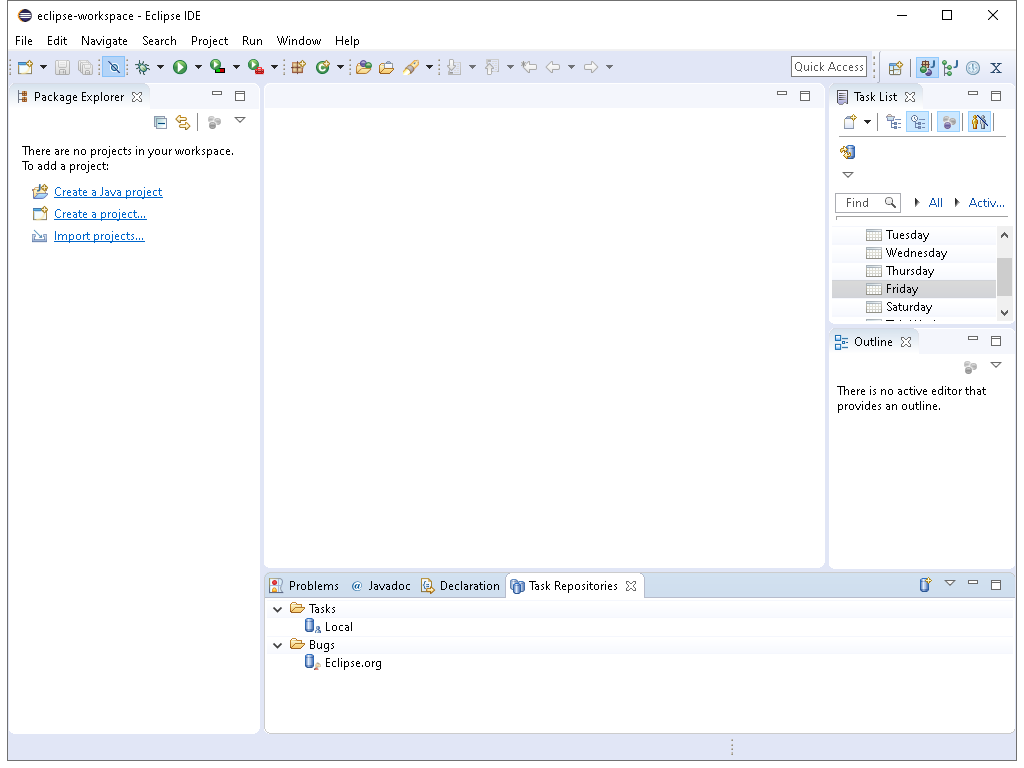 eclipse-workspace - Eclipse IDE
File Edit Navigate Search Project Run Window Help
Quick Access
Package Explorer
There are no projects in your workspace.
To add a project:
Create a Java project
Create a project...
Import projects...
Task List
Find All Activ...
Tuesday
Wednesday
Thursday
Friday
Saturday
Outline
There is no active editor that
provides an outline.
Problems @ Javadoc Declaration Task Repositories
Tasks
Local
Bugs
Eclipse.org